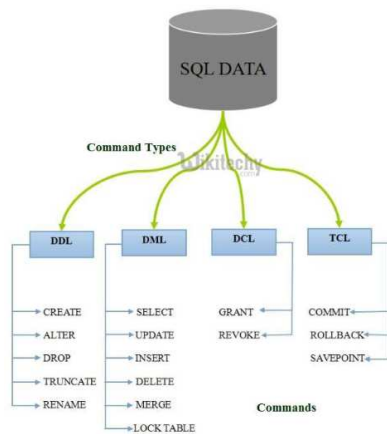 SQL DATA
Command Types
Wikitechy
.com
DDL
DML
DCL
TCL
CREATE
ALTER
DROP
TRUNCATE
RENAME
SELECT
UPDATE
INSERT
DELETE
MERGE
LOCK TABLE
GRANT
REVOKE
COMMIT
ROLLBACK
SAVEPOINT
Commands